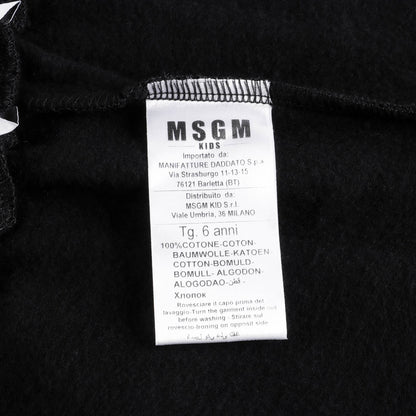 MSGM
KIDS
Importato da:
MANIFATTURE DADDATO S.p.a
Via Strasburgo 11-13-15
76121 Barletta (BT)
Distribuito da:
MSGM KID S.r.l.
Viale Umbria, 36 MILANO
Tg. 6 anni
100%COTONE-COTON-
BAUMWOLLE-KATOEN
COTTON-BOMULD-
BOMULL- ALGODON-
ALGODAO-قطن-
Хлопок
Rovesciare il capo prima del
lavaggio-Turn the garment inside out
before washing - Stirare sul
rovescio-Ironing on opposit side